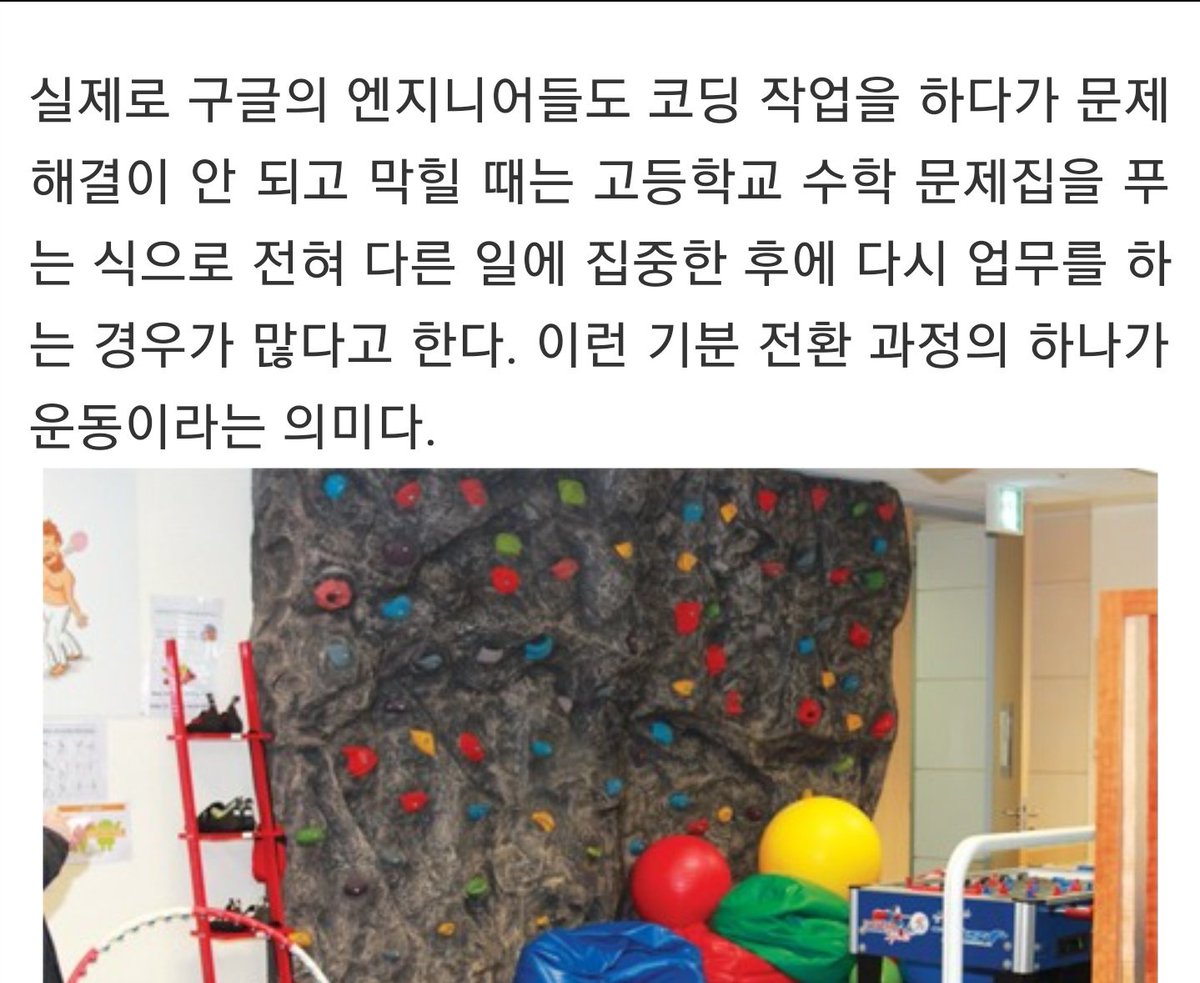 실제로 구글의 엔지니어들도 코딩 작업을 하다가 문제
해결이 안 되고 막힐 때는 고등학교 수학 문제집을 푸
는 식으로 전혀 다른 일에 집중한 후에 다시 업무를 하
는 경우가 많다고 한다. 이런 기분 전환 과정의 하나가
운동이라는 의미다.